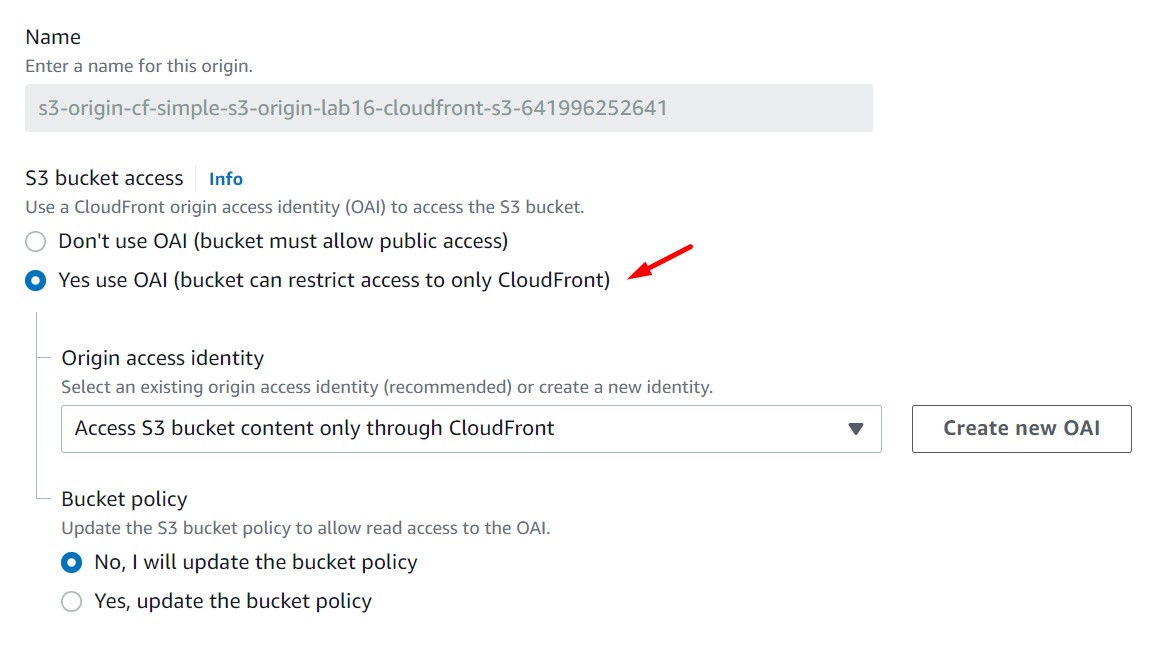 Name
Enter a name for this origin.
s3-origin-cf-simple-s3-origin-lab16-cloudfront-s3-641996252641
S3 bucket access Info
Use a CloudFront origin access identity (OAI) to access the S3 bucket.
Don't use OAI (bucket must allow public access)
Yes use OAI (bucket can restrict access to only CloudFront)
Origin access identity
Select an existing origin access identity (recommended) or create a new identity.
Access S3 bucket content only through CloudFront Create new OAI
Bucket policy
Update the S3 bucket policy to allow read access to the OAI.
No, I will update the bucket policy
Yes, update the bucket policy